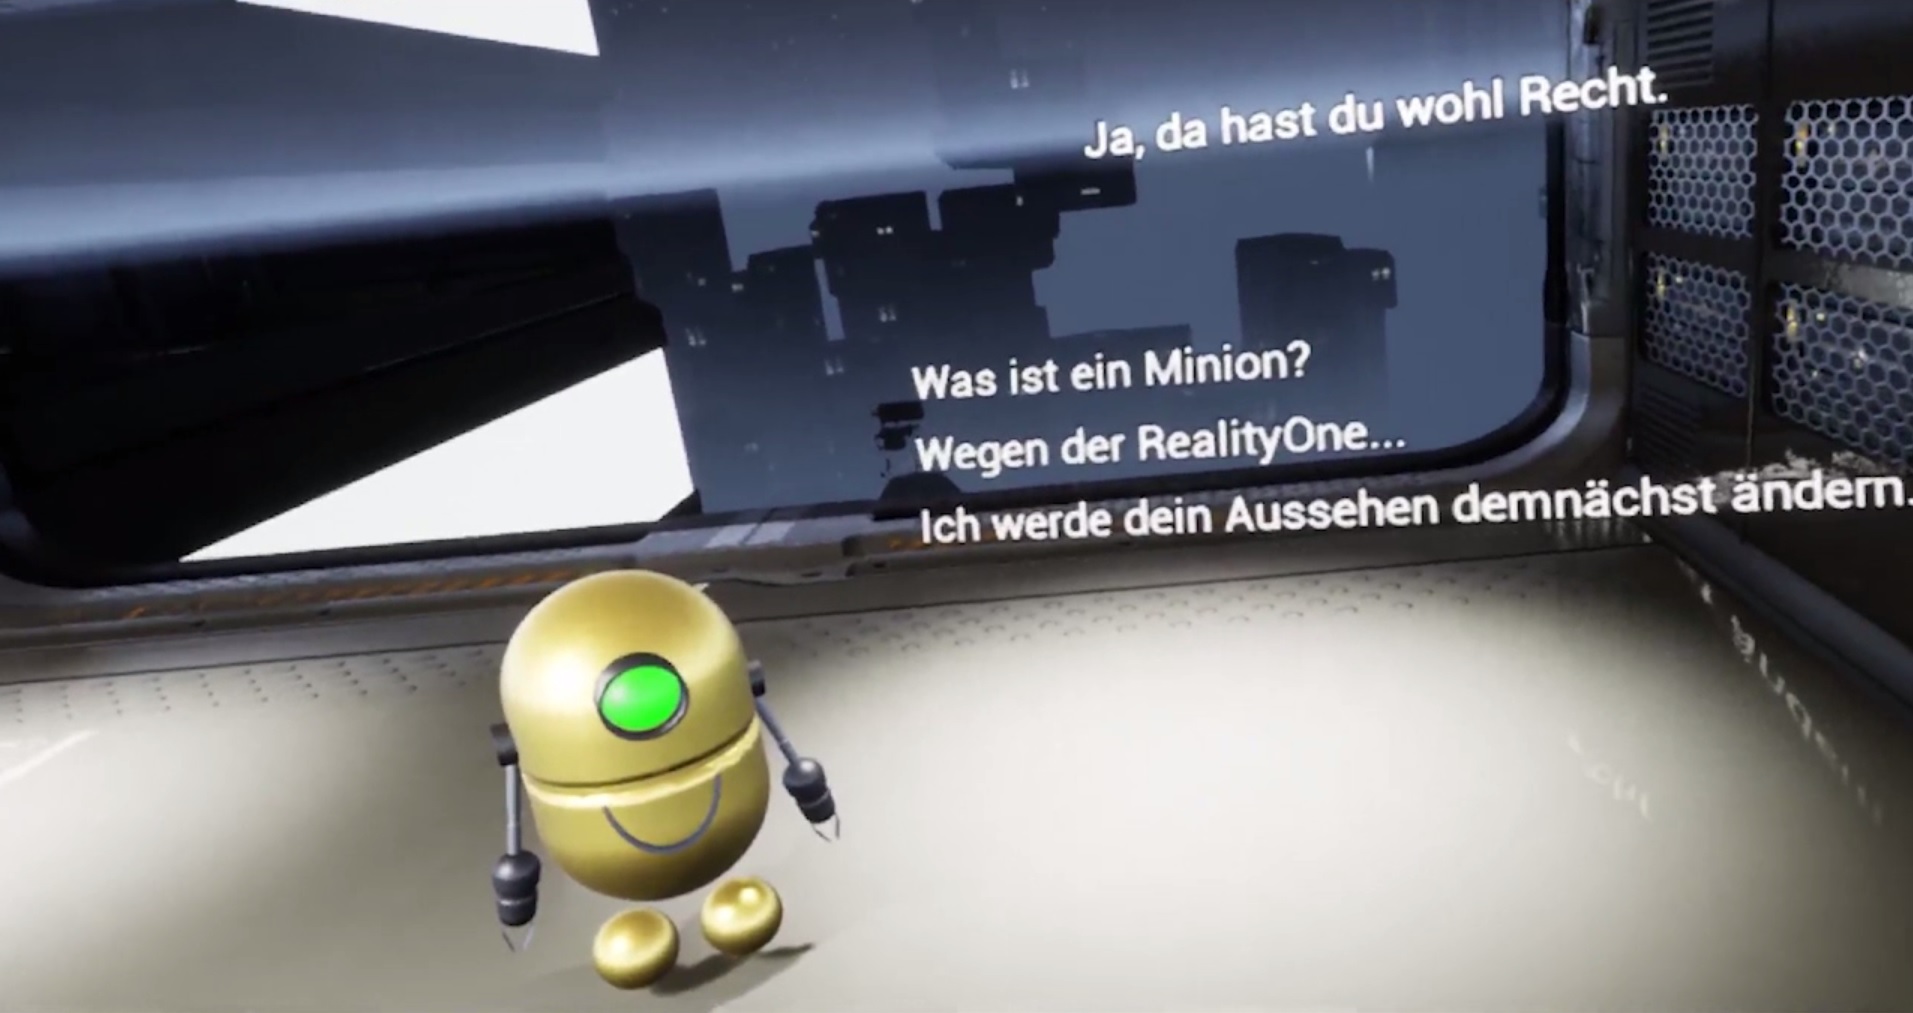 Ja, da hast du wohl Recht.
Was ist ein Minion?
Wegen der RealityOne...
Ich werde dein Aussehen demnächst ändern.